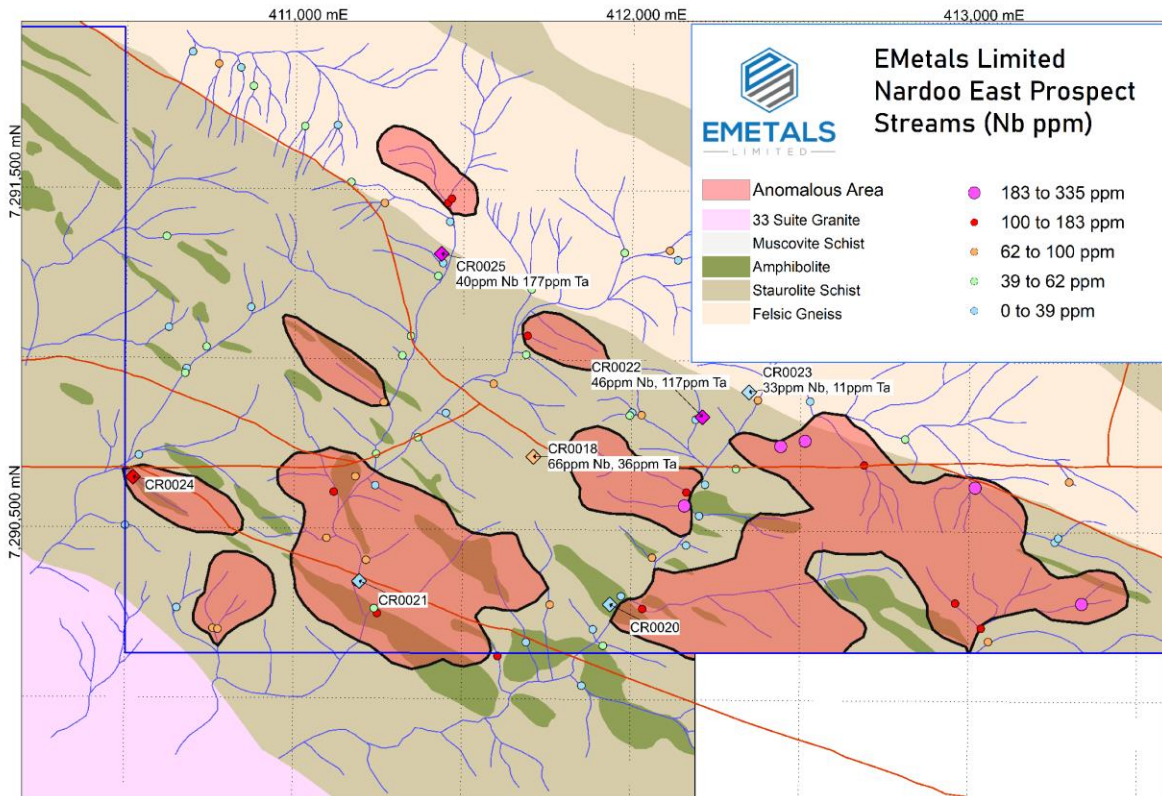 411,000 mE
412,000 mE
413,000 mE
7,291,500 mN
7,290,500 mN
EMETALS
LIMITED
EMetals Limited
Nardoo East Prospect
Streams (Nb ppm)
Anomalous Area
33 Suite Granite
Muscovite Schist
Amphibolite
Staurolite Schist
Felsic Gneiss
183 to 335 ppm
100 to 183 ppm
62 to 100 ppm
39 to 62 ppm
0 to 39 ppm
CR0025
40ppm Nb 177ppm Ta
CR0022
46ppm Nb, 117ppm Ta
CR0023
33ppm Nb, 11ppm Ta
CR0018
66ppm Nb, 36ppm Ta
CR0024
CR0021
CR0020